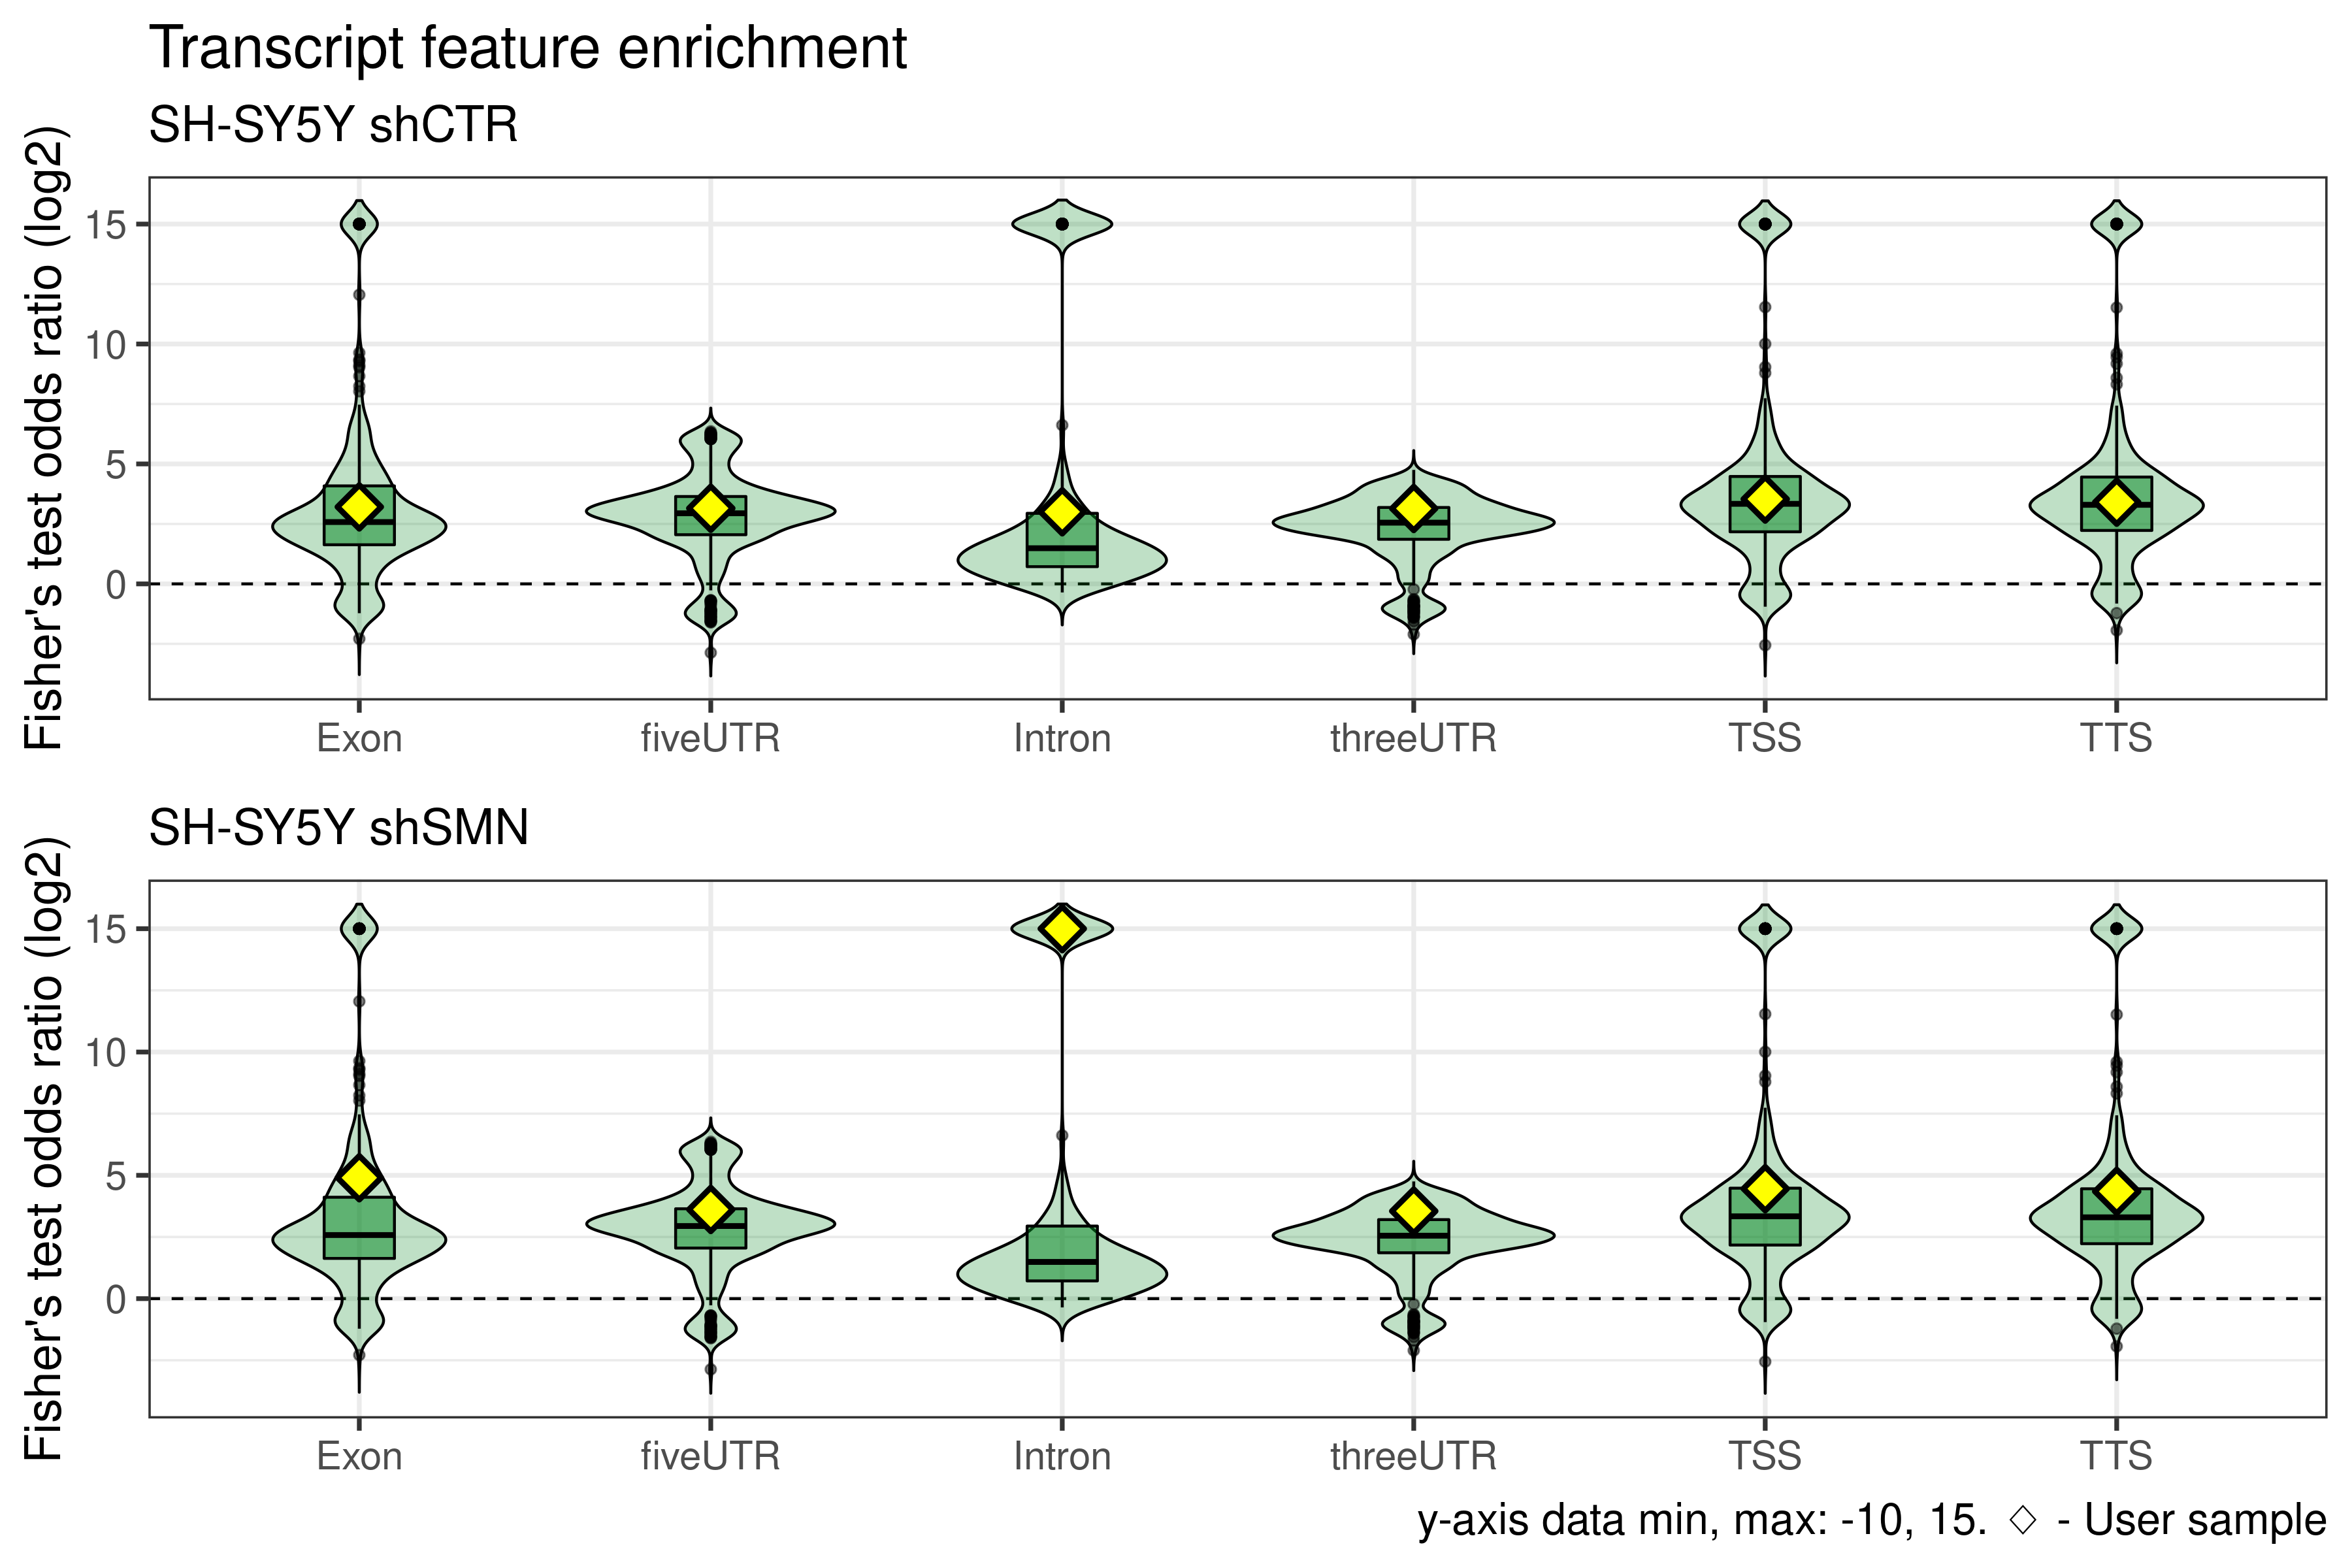 Transcript feature enrichment
SH-SY5Y shCTR
Fisher's test odds ratio (log2)
15
10
5
0
Exon fiveUTR Intron threeUTR TSS TTS
SH-SY5Y shSMN
Fisher's test odds ratio (log2)
15
10
5
0
Exon fiveUTR Intron threeUTR TSS TTS
y-axis data min, max: -10, 15. ◇ - User sample